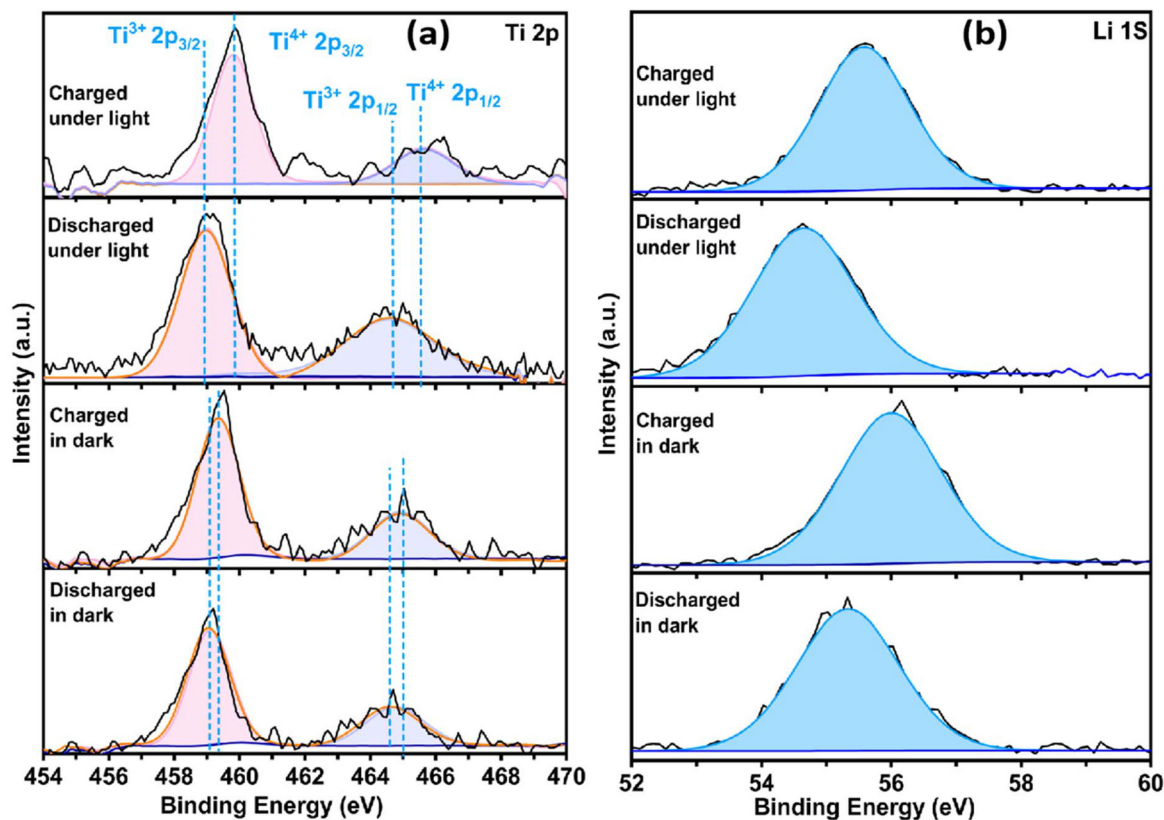 Ti³⁺ 2p₃/₂
(a)
Ti 2p
Ti⁴⁺ 2p₃/₂
Charged
under light
Ti³⁺ 2p₁/₂
Ti⁴⁺ 2p₁/₂
Discharged
under light
Charged
in dark
Discharged
in dark
Intensity (a.u.)
454 456 458 460 462 464 466 468 470
Binding Energy (eV)
(b)
Li 1S
Charged
under light
Discharged
under light
Charged
in dark
Discharged
in dark
Intensity (a.u.)
52 54 56 58 60
Binding Energy (eV)